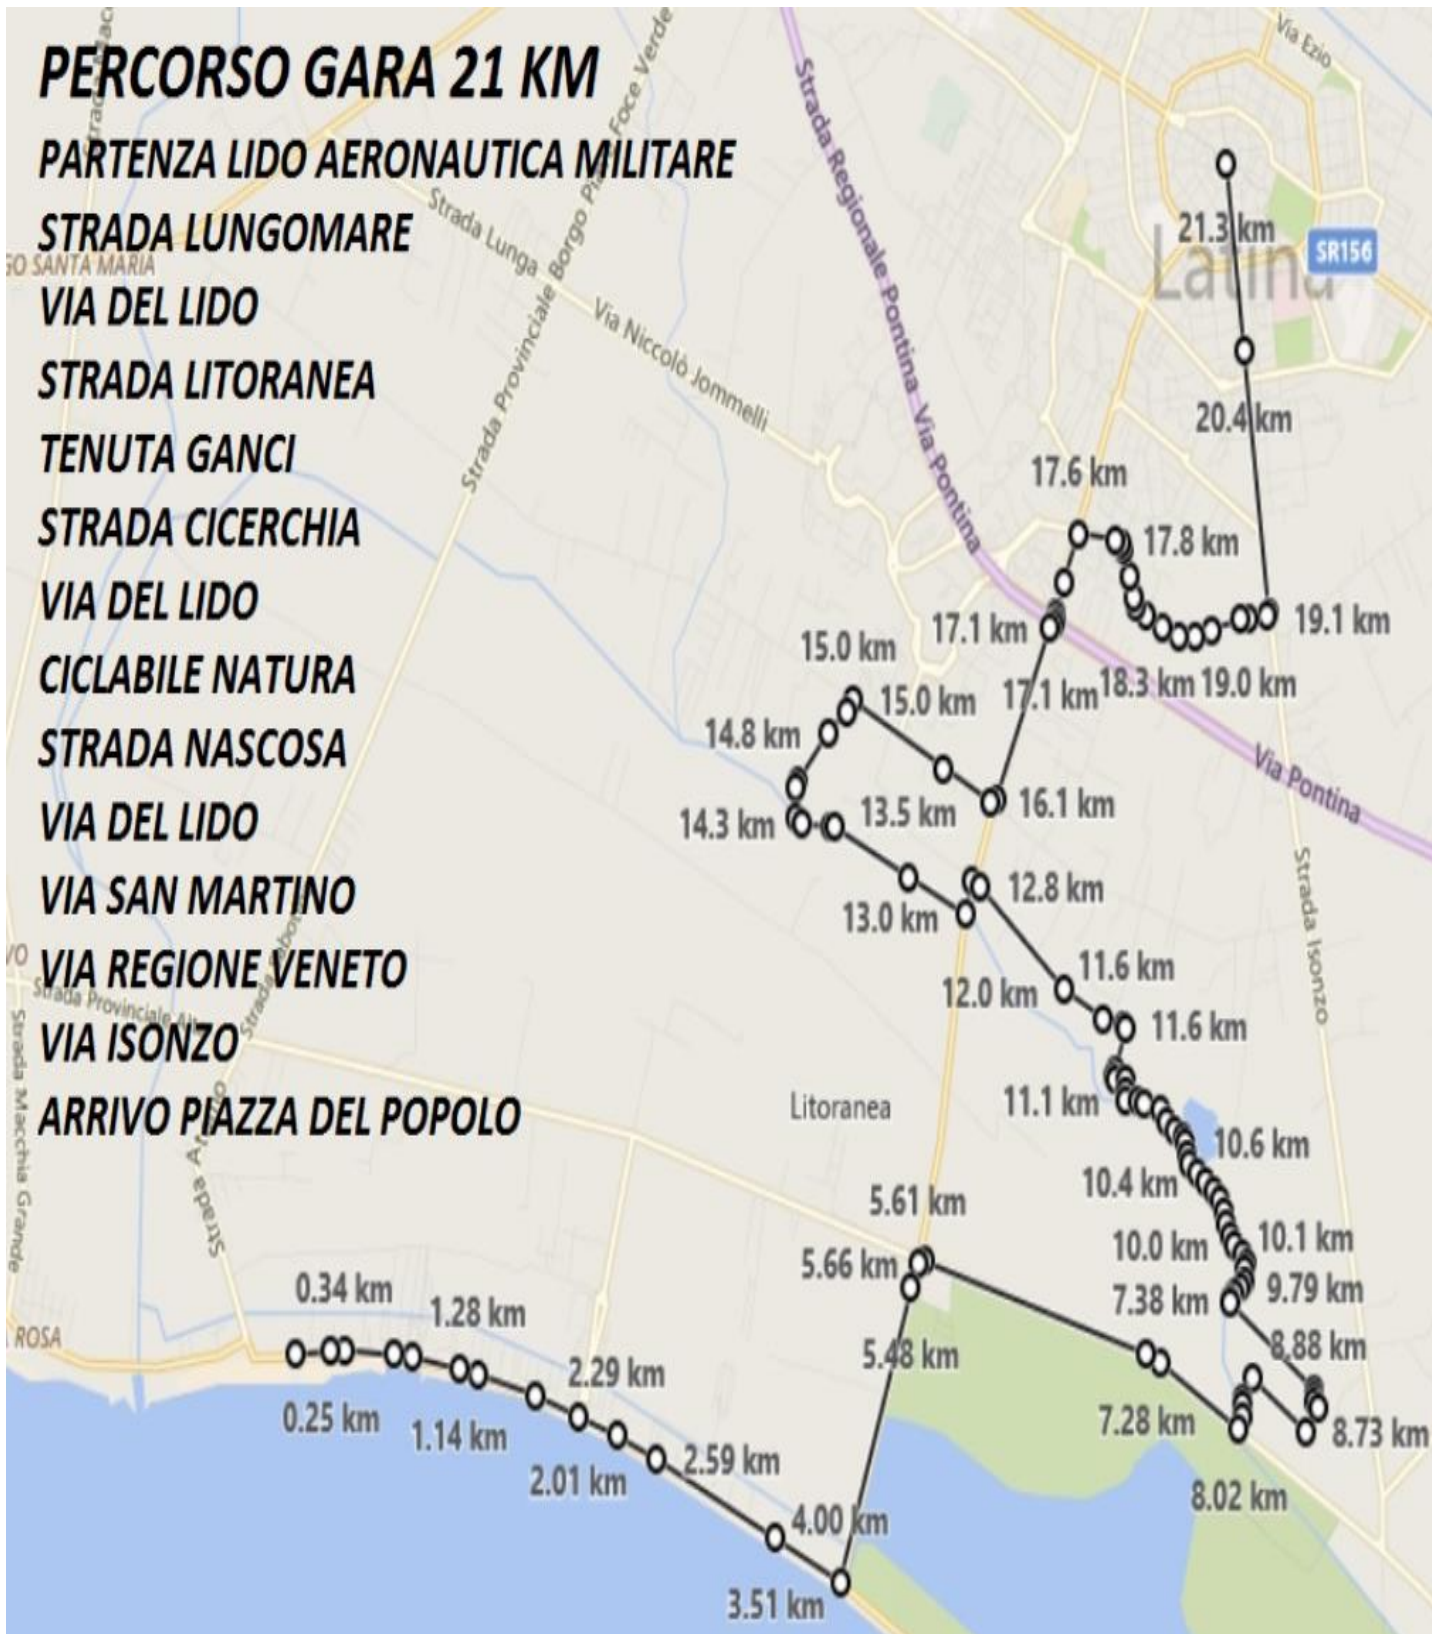 PERCORSO GARA 21 KM
PARTENZA LIDO AERONAUTICA MILITARE
STRADA LUNGOMARE
VIA DEL LIDO
STRADA LITORANEA
TENUTA GANCI
STRADA CICERCHIA
VIA DEL LIDO
CICLABILE NATURA
STRADA NASCOSA
VIA DEL LIDO
VIA SAN MARTINO
VIA REGIONE VENETO
VIA ISONZO
ARRIVO PIAZZA DEL POPOLO
Via Ezio
Strada Regionale Pontina
Via Pontina
Foce Verde
Strada Provinciale Borgo
Strada Lunga
Via Niccolò Jommelli
GO SANTA MARIA
Latina
SR156
21.3 km
20.4 km
17.6 km
17.8 km
17.1 km
19.1 km
15.0 km
15.0 km
17.1 km
18.3 km
19.0 km
14.8 km
14.3 km
13.5 km
16.1 km
Via Pontina
Strada Isonzo
12.8 km
13.0 km
11.6 km
12.0 km
11.6 km
Strada Provinciale
Strada Macchia Grande
Litoranea
11.1 km
10.6 km
10.4 km
5.61 km
10.0 km
10.1 km
5.66 km
7.38 km
9.79 km
0.34 km
1.28 km
ROSA
5.48 km
8.88 km
2.29 km
0.25 km
1.14 km
7.28 km
8.73 km
2.59 km
2.01 km
8.02 km
4.00 km
3.51 km